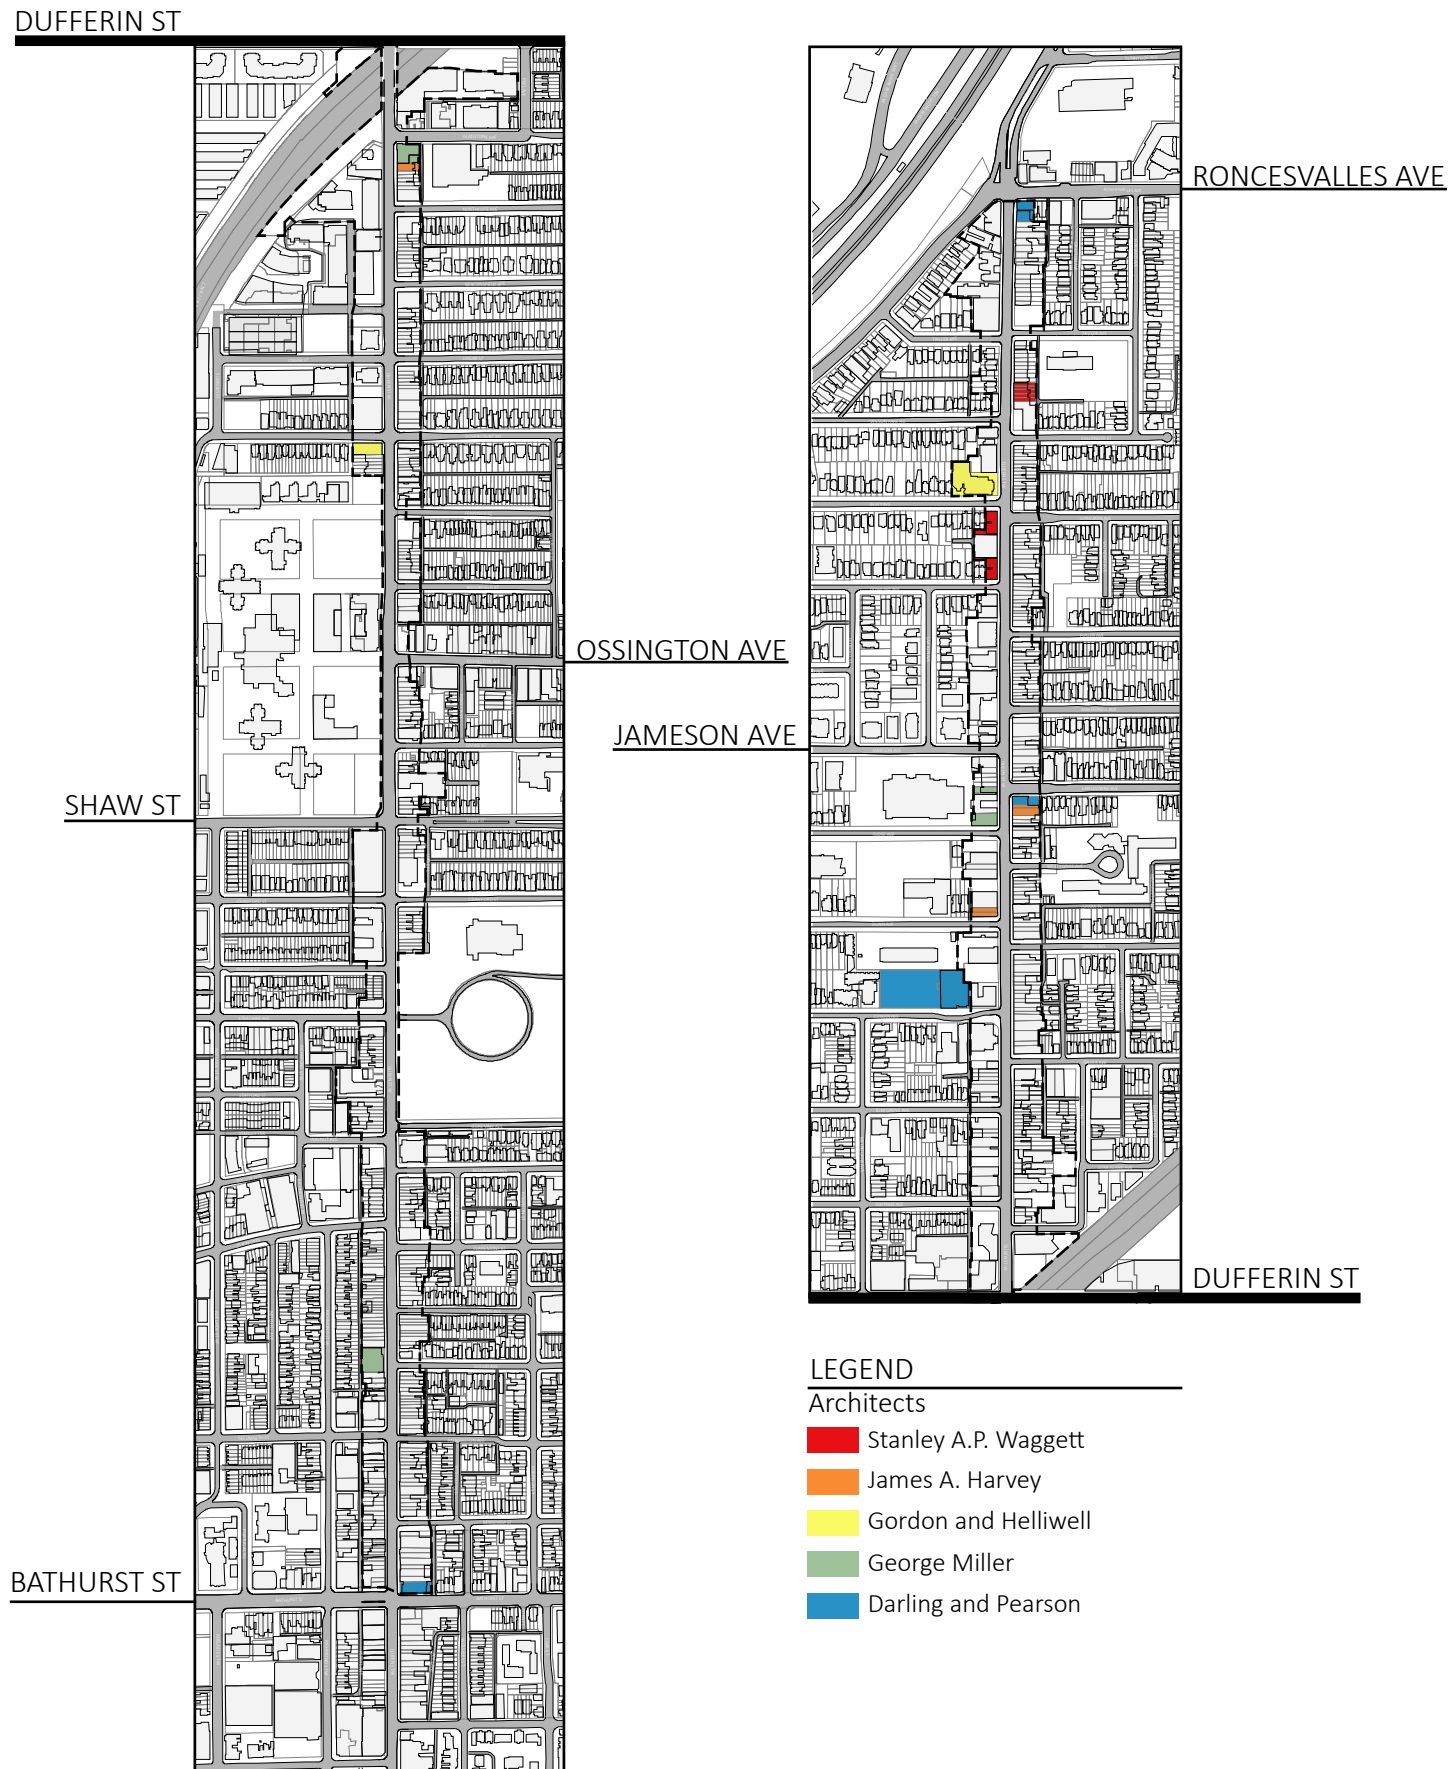 DUFFERIN ST
RONCESVALLES AVE
OSSINGTON AVE
JAMESON AVE
SHAW ST
DUFFERIN ST
BATHURST ST
LEGEND
Architects
Stanley A.P. Waggett
James A. Harvey
Gordon and Helliwell
George Miller
Darling and Pearson